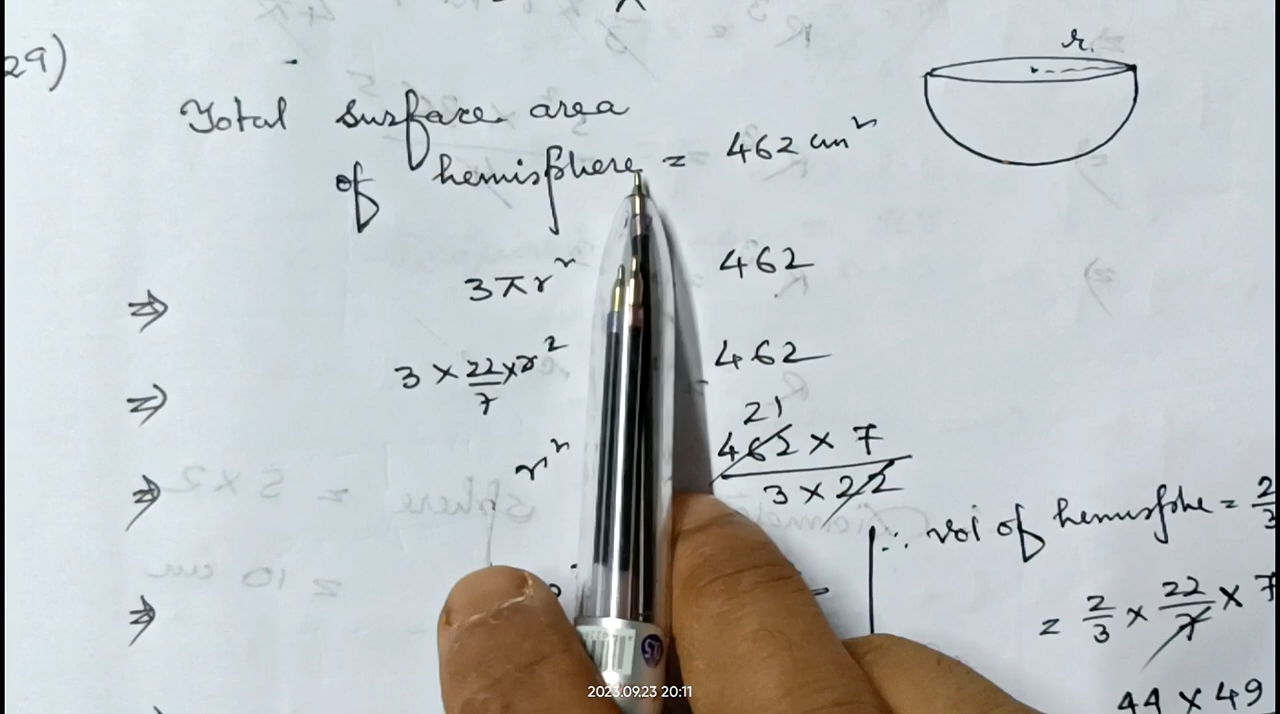 29)
r.
Total surface area
of hemisphere = 462 cm²
⇒ 3πr² 462
⇒ 3 × 22/7 × r² = 462
21
⇒ r² 462 × 7
3 × 22
∴ vol of hemisphe = 2/3
= 2/3 × 22/7 × 7
⇒
44 × 49
2023.09.23 20:11